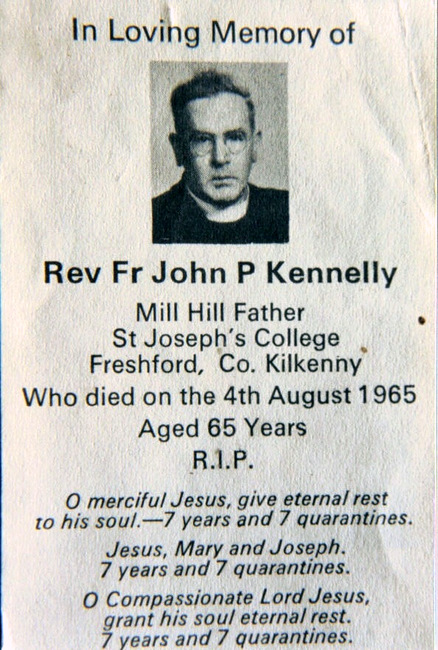 In Loving Memory of
Rev Fr John P Kennelly
Mill Hill Father
St Joseph's College
Freshford, Co. Kilkenny
Who died on the 4th August 1965
Aged 65 Years
R.I.P.
O merciful Jesus, give eternal rest
to his soul.—7 years and 7 quarantines.
Jesus, Mary and Joseph.
7 years and 7 quarantines.
O Compassionate Lord Jesus,
grant his soul eternal rest.
7 years and 7 quarantines.